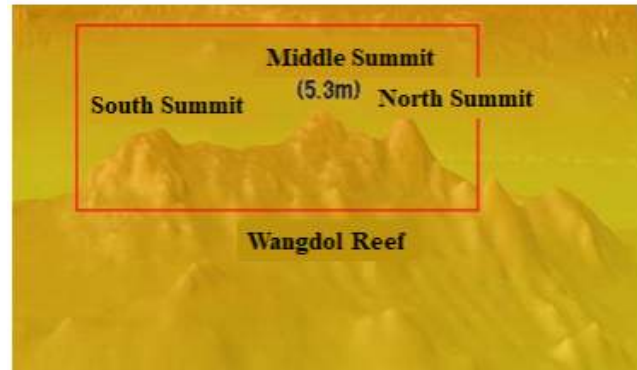 Middle Summit
(5.3m)
South Summit
North Summit
Wangdol Reef